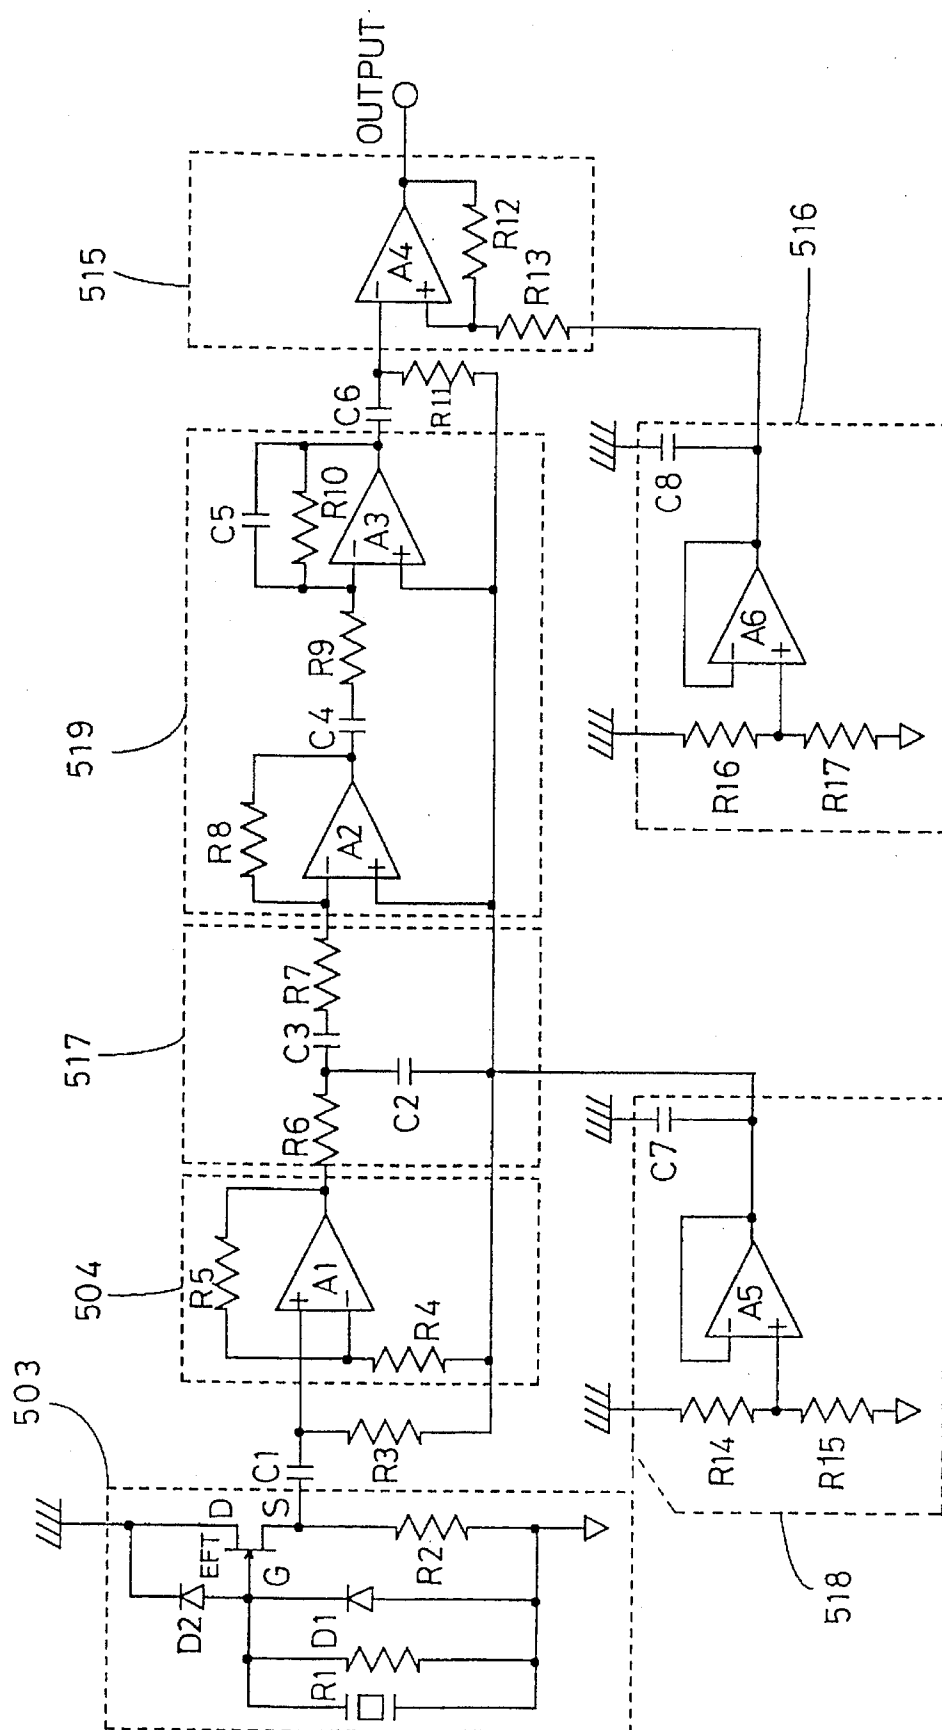 503
D
EFT
D2
G
S
D1
R1
R2
C1
R3
504
R5
A1
+
−
R4
517
R6
C3
R7
C2
519
R8
A2
−
+
C4
R9
C5
R10
A3
−
+
C6
R11
515
A4
−
+
R12
R13
OUTPUT
518
R14
R15
A5
−
+
C7
516
R16
R17
A6
−
+
C8